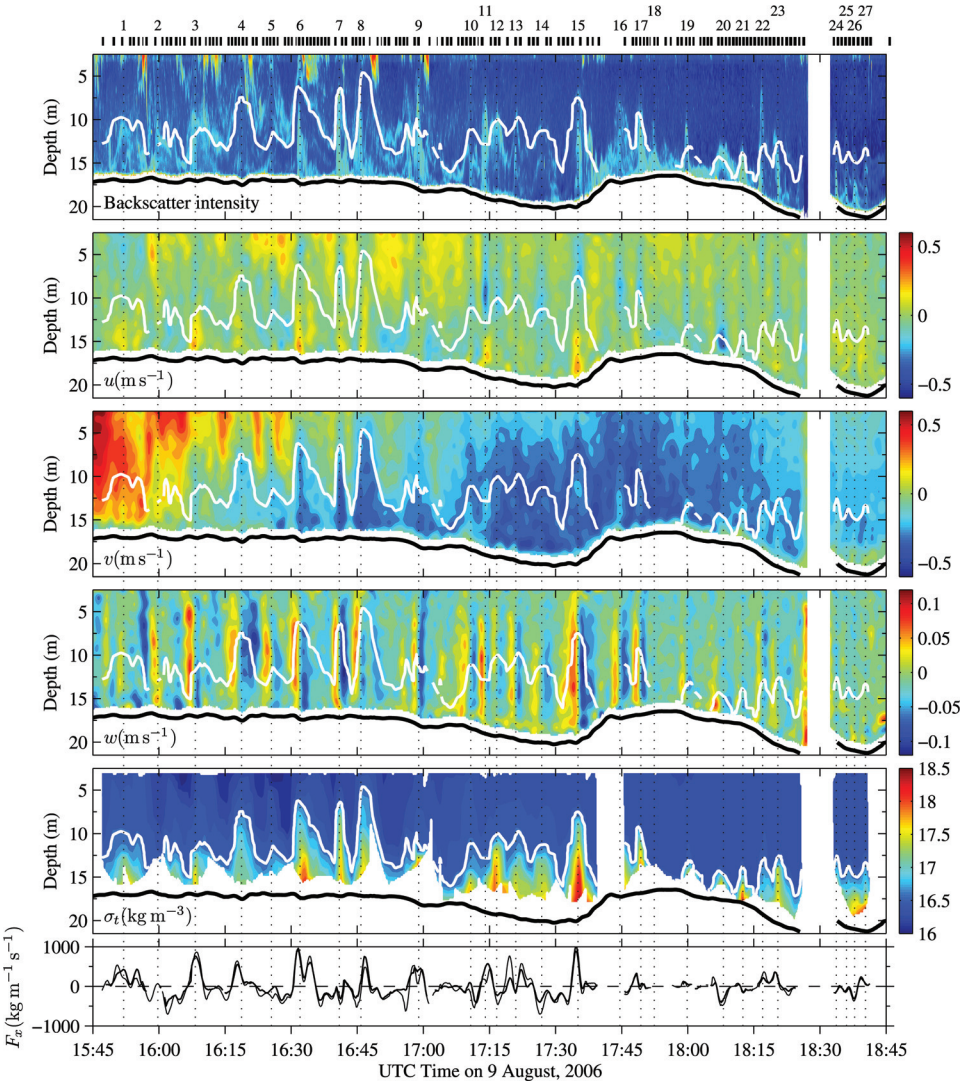 11 18 25 27
1 2 3 4 5 6 7 8 9 10 12 13 14 15 16 17 19 20 21 22 23 24 26
Depth (m)
5
10
15
20
Backscatter intensity
Depth (m)
5
10
15
20
u(m s⁻¹)
0.5
0
−0.5
Depth (m)
5
10
15
20
v(m s⁻¹)
0.5
0
−0.5
Depth (m)
5
10
15
20
w(m s⁻¹)
0.1
0.05
0
−0.05
−0.1
Depth (m)
5
10
15
20
σt(kg m⁻³)
18.5
18
17.5
17
16.5
16
Fx(kg m⁻¹ s⁻¹)
1000
0
−1000
15:45 16:00 16:15 16:30 16:45 17:00 17:15 17:30 17:45 18:00 18:15 18:30 18:45
UTC Time on 9 August, 2006